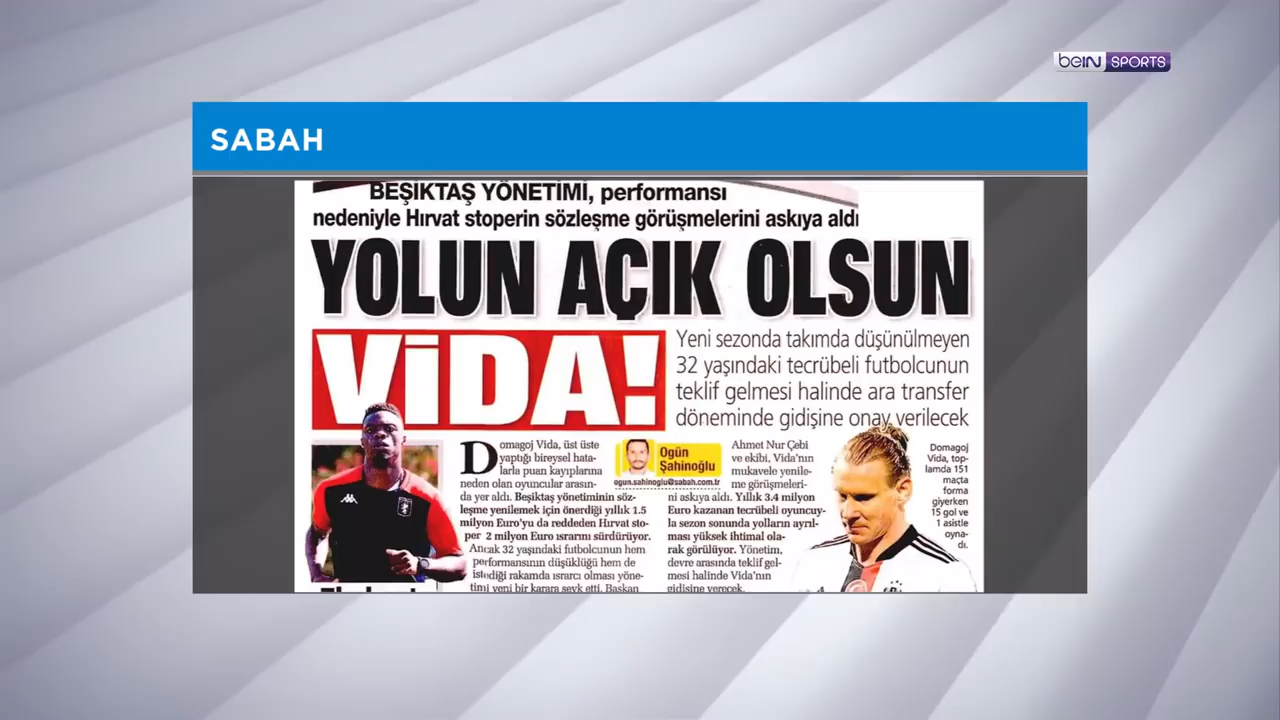 beIN SPORTS
SABAH
BEŞİKTAŞ YÖNETİMİ, performansı
nedeniyle Hırvat stoperin sözleşme görüşmelerini askıya aldı
YOLUN AÇIK OLSUN
VİDA!
Yeni sezonda takımda düşünülmeyen
32 yaşındaki tecrübeli futbolcunun
teklif gelmesi halinde ara transfer
döneminde gidişine onay verilecek
Domagoj Vida, üst üste
yaptığı bireysel hata-
larla puan kayıplarına
neden olan oyuncular arasın-
da yer aldı. Beşiktaş yönetiminin söz-
leşme yenilemek için önerdiği yıllık 1.5
milyon Euro'yu da reddeden Hırvat sto-
per 2 milyon Euro ısrarını sürdürüyor.
Ancak 32 yaşındaki futbolcunun hem
performansının düşüklüğü hem de
istediği rakamda ısrarcı olması yöne-
timi yeni bir karara sevk etti. Başkan
Ogün
Şahinoğlu
ogun.sahinoglu@sabah.com.tr
Ahmet Nur Çebi
ve ekibi, Vida'nın
mukavele yenile-
me görüşmeleri-
ni askıya aldı. Yıllık 3.4 milyon
Euro kazanan tecrübeli oyuncuy-
la sezon sonunda yolların ayrıl-
ması yüksek ihtimal ola-
rak görülüyor. Yönetim,
devre arasında teklif gel-
mesi halinde Vida'nın
gidişine verecek.
Domagoj
Vida, top-
lamda 151
maçta
forma
giyerken
15 gol ve
1 asistle
oyna-
dı.